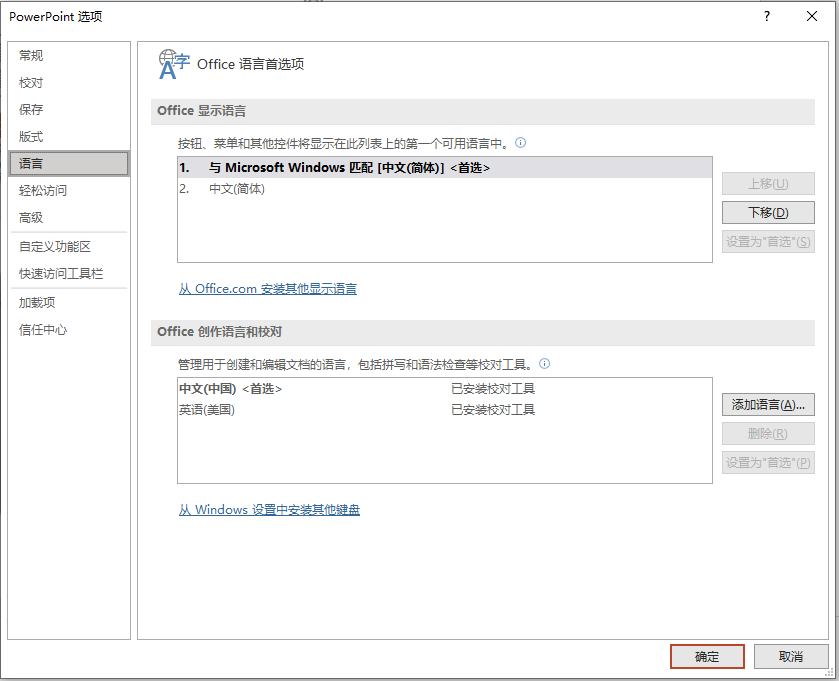 PowerPoint 选项
?
常规
校对
保存
版式
语言
轻松访问
高级
自定义功能区
快速访问工具栏
加载项
信任中心
A字 Office 语言首选项
Office 显示语言
按钮、菜单和其他控件将显示在此列表上的第一个可用语言中。
1. 与 Microsoft Windows 匹配 [中文(简体)] <首选>
2. 中文(简体)
上移(U)
下移(D)
设置为"首选"(S)
从 Office.com 安装其他显示语言
Office 创作语言和校对
管理用于创建和编辑文档的语言，包括拼写和语法检查等校对工具。
中文(中国) <首选> 已安装校对工具
英语(美国) 已安装校对工具
添加语言(A)...
删除(R)
设置为"首选"(P)
从 Windows 设置中安装其他键盘
确定 取消